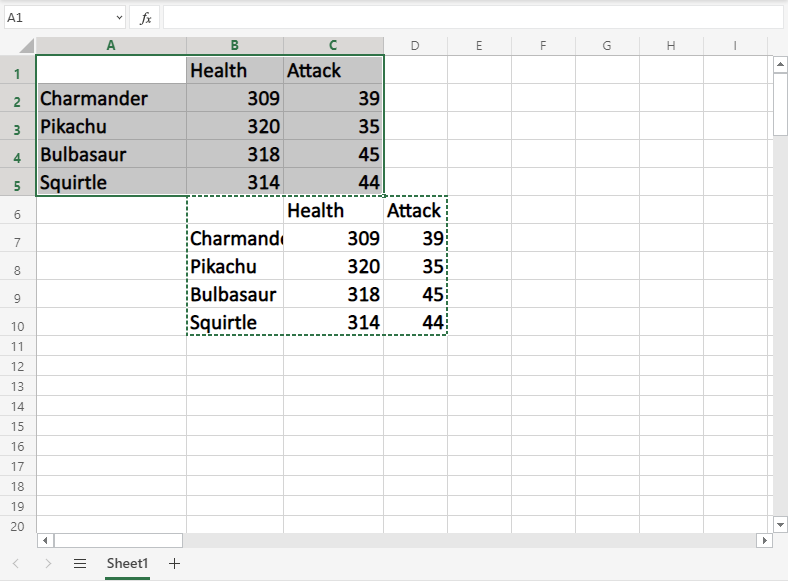 A1 fx
A B C D E F G H I
1 Health Attack
2 Charmander 309 39
3 Pikachu 320 35
4 Bulbasaur 318 45
5 Squirtle 314 44
6 Health Attack
7 Charmand 309 39
8 Pikachu 320 35
9 Bulbasaur 318 45
10 Squirtle 314 44
11
12
13
14
15
16
17
18
19
20
Sheet1